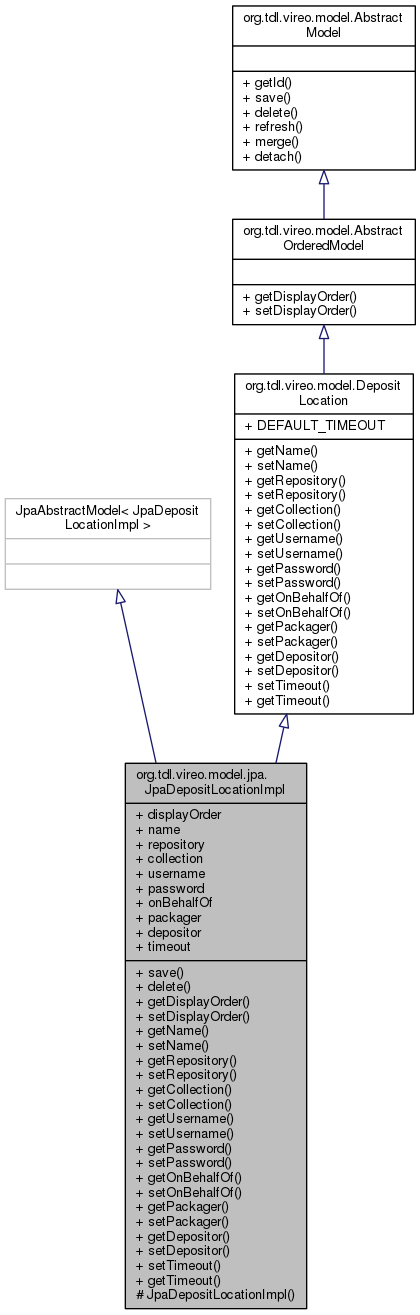 org.tdl.vireo.model.Abstract
Model
+ getId()
+ save()
+ delete()
+ refresh()
+ merge()
+ detach()
org.tdl.vireo.model.Abstract
OrderedModel
+ getDisplayOrder()
+ setDisplayOrder()
org.tdl.vireo.model.Deposit
Location
+ DEFAULT_TIMEOUT
+ getName()
+ setName()
+ getRepository()
+ setRepository()
+ getCollection()
+ setCollection()
+ getUsername()
+ setUsername()
+ getPassword()
+ setPassword()
+ getOnBehalfOf()
+ setOnBehalfOf()
+ getPackager()
+ setPackager()
+ getDepositor()
+ setDepositor()
+ setTimeout()
+ getTimeout()
JpaAbstractModel< JpaDeposit
LocationImpl >
org.tdl.vireo.model.jpa.
JpaDepositLocationImpl
+ displayOrder
+ name
+ repository
+ collection
+ username
+ password
+ onBehalfOf
+ packager
+ depositor
+ timeout
+ save()
+ delete()
+ getDisplayOrder()
+ setDisplayOrder()
+ getName()
+ setName()
+ getRepository()
+ setRepository()
+ getCollection()
+ setCollection()
+ getUsername()
+ setUsername()
+ getPassword()
+ setPassword()
+ getOnBehalfOf()
+ setOnBehalfOf()
+ getPackager()
+ setPackager()
+ getDepositor()
+ setDepositor()
+ setTimeout()
+ getTimeout()
# JpaDepositLocationImpl()